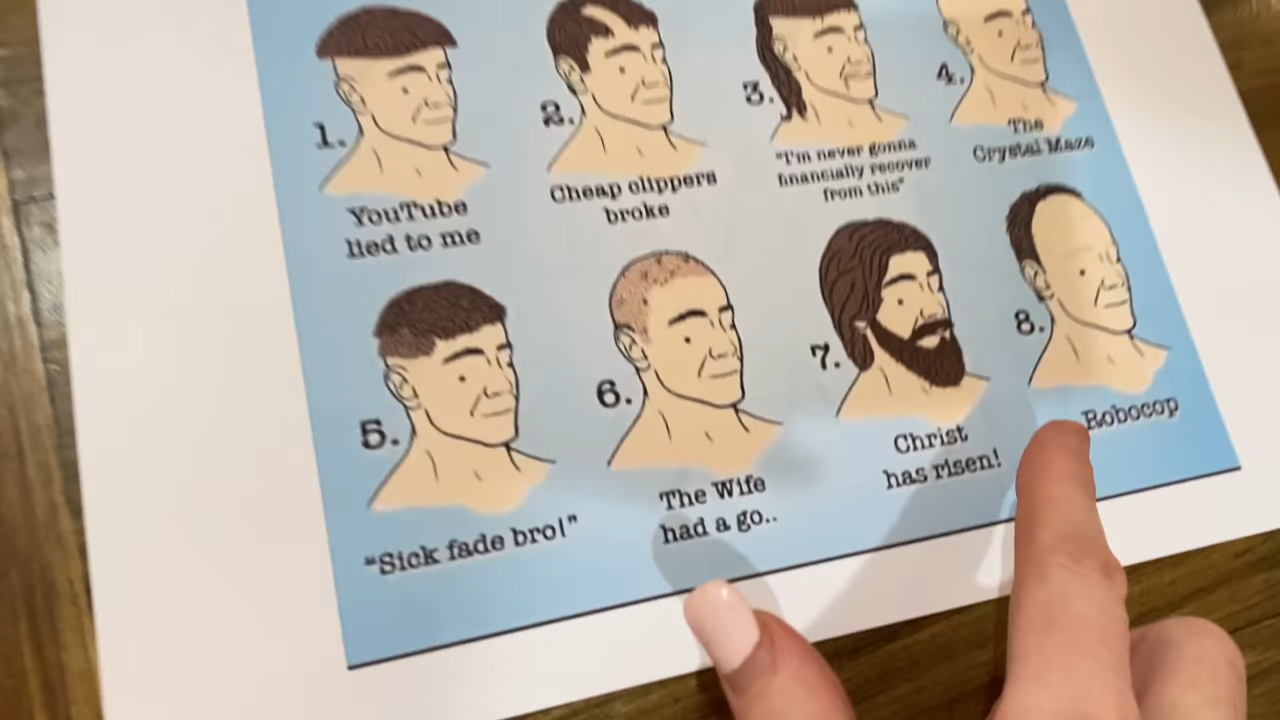 1.
YouTube
lied to me
2.
Cheap clippers
broke
3.
"I'm never gonna
financially recover
from this"
4.
The
Crystal Maze
5.
"Sick fade bro!"
6.
The Wife
had a go..
7.
Christ
has risen!
8.
Robocop